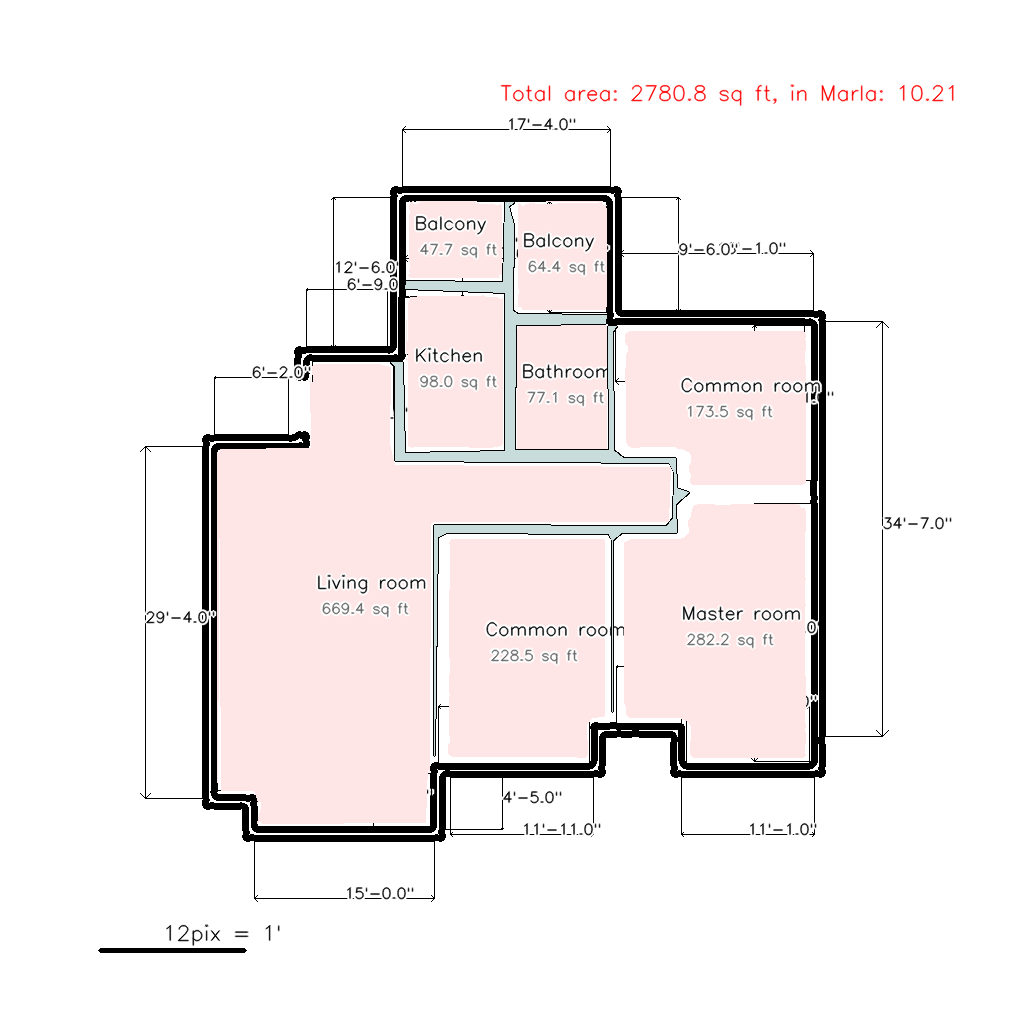 Total area: 2780.8 sq ft, in Marla: 10.21
17'-4.0"
Balcony
47.7 sq ft
Balcony
64.4 sq ft
9'-6.0"
12'-6.0"
6'-9.0
Kitchen
98.0 sq ft
Bathroom
77.1 sq ft
6'-2.0"
Common room
173.5 sq ft
34'-7.0"
Living room
669.4 sq ft
29'-4.0"
Common room
228.5 sq ft
Master room
282.2 sq ft
4'-5.0"
11'-11.0"
11'-1.0"
15'-0.0"
12pix = 1'